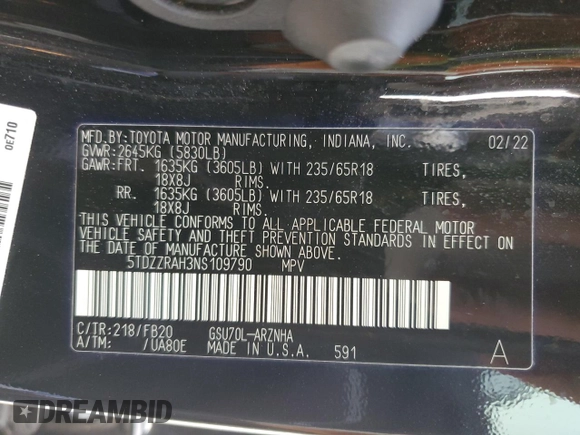 MFD.BY:TOYOTA MOTOR MANUFACTURING, INDIANA, INC. 02/22
GVWR:2645KG (5830LB)
GAWR:FRT. 1635KG (3605LB) WITH 235/65R18 TIRES,
18X8J RIMS.
RR. 1635KG (3605LB) WITH 235/65R18 TIRES,
18X8J RIMS.
THIS VEHICLE CONFORMS TO ALL APPLICABLE FEDERAL MOTOR
VEHICLE SAFETY AND THEFT PREVENTION STANDARDS IN EFFECT ON
THE DATE OF MANUFACTURE SHOWN ABOVE.
5TDZZRAH3NS109790 MPV
C/TR:218/FB20 GSU70L-ARZNHA
A/TM: /UA80E MADE IN U.S.A. 591 A
0E710
DREAMBID